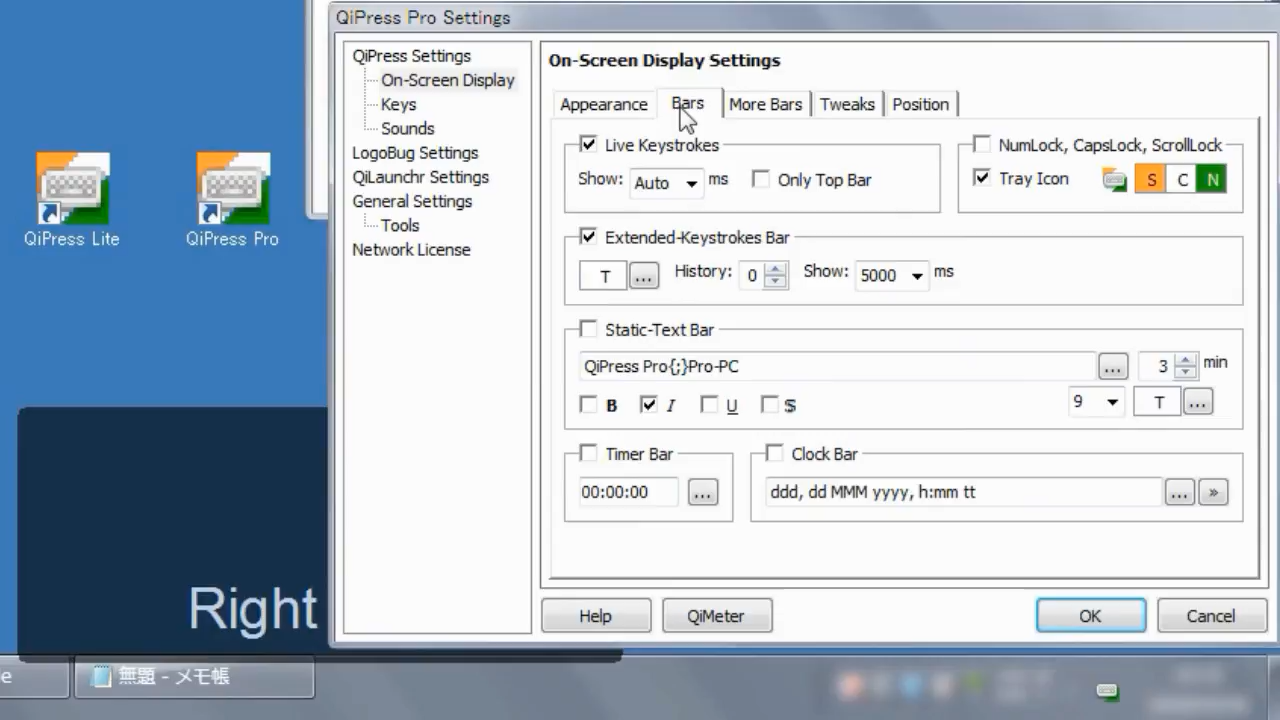 QiPress Pro Settings
QiPress Settings
On-Screen Display
Keys
Sounds
LogoBug Settings
QiLaunchr Settings
General Settings
Tools
Network License
On-Screen Display Settings
Appearance Bars More Bars Tweaks Position
Live Keystrokes
Show: Auto ms Only Top Bar
NumLock, CapsLock, ScrollLock
Tray Icon S C N
Extended-Keystrokes Bar
T ... History: 0 Show: 5000 ms
Static-Text Bar
QiPress Pro{;}Pro-PC ... 3 min
B I U S 9 T ...
Timer Bar
00:00:00 ...
Clock Bar
ddd, dd MMM yyyy, h:mm tt ... »
Help QiMeter OK Cancel
QiPress Lite
QiPress Pro
Right
e
無題 - メモ帳